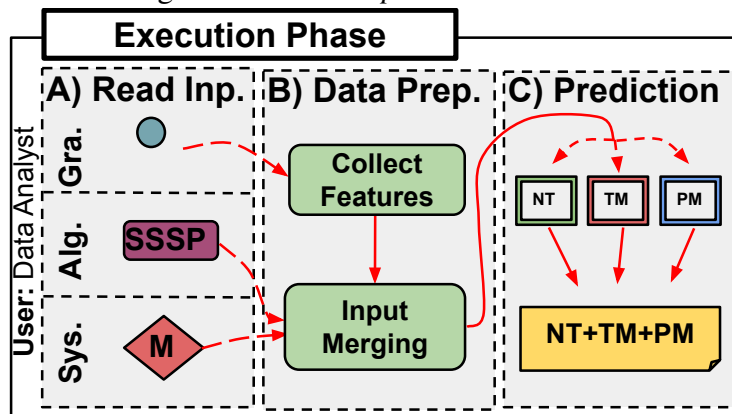 Execution Phase
User: Data Analyst
A) Read Inp.
Gra.
Alg.
SSSP
Sys.
M
B) Data Prep.
Collect
Features
Input
Merging
C) Prediction
NT
TM
PM
NT+TM+PM